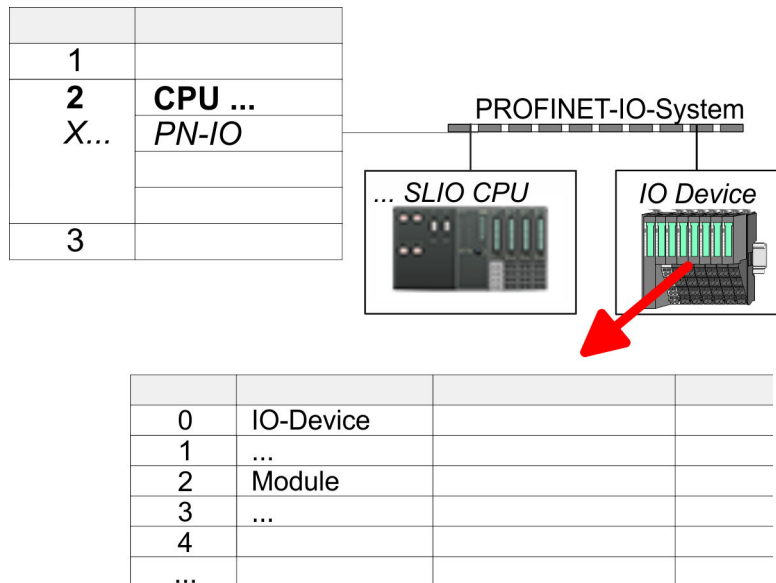 1
2 CPU ...
X... PN-IO
3
PROFINET-IO-System
... SLIO CPU
IO Device
0 IO-Device
1 ...
2 Module
3 ...
4
...